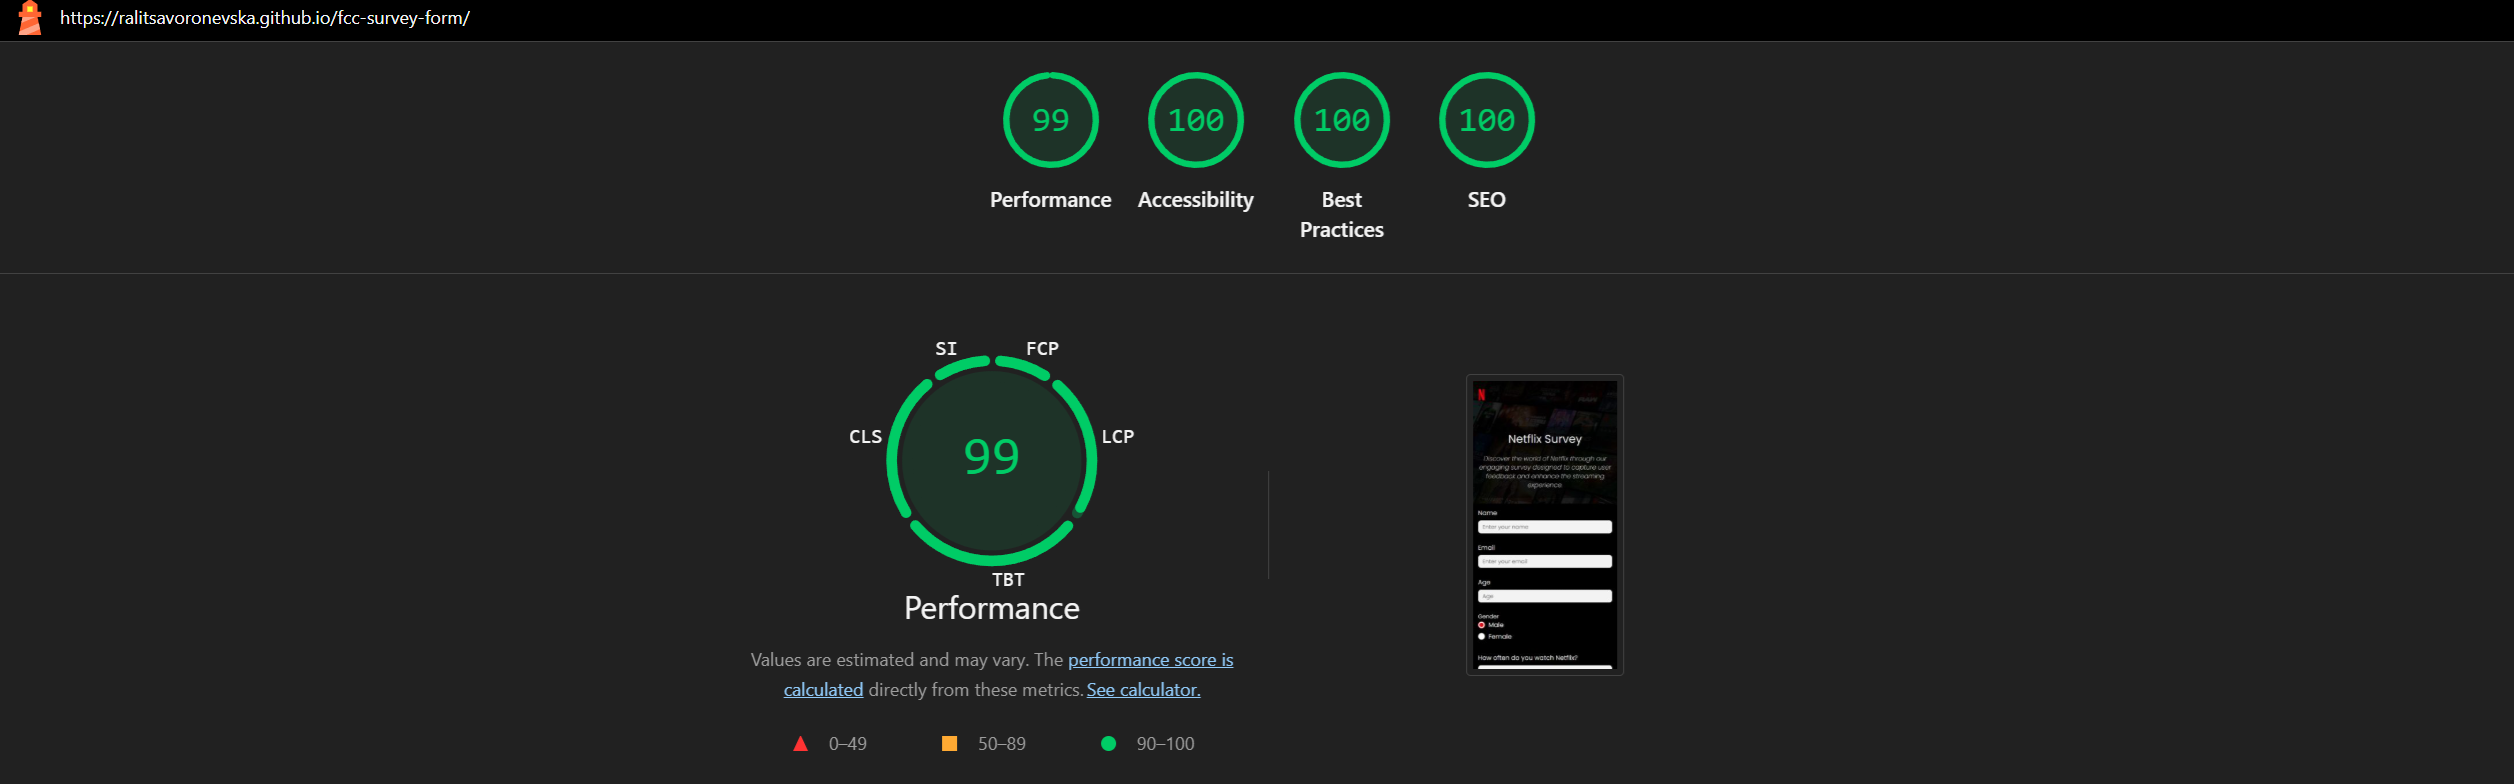 https://ralitsavoronevska.github.io/fcc-survey-form/
99
100
100
100
Performance
Accessibility
Best
Practices
SEO
SI
FCP
CLS
99
LCP
TBT
Performance
Values are estimated and may vary. The performance score is
calculated directly from these metrics. See calculator.
0–49
50–89
90–100
N
Netflix Survey
Discover the world of Netflix through our
engaging survey designed to capture user
feedback and enhance the streaming
experience.
Name
Enter your name
Email
Enter your email
Age
Age
Gender
Male
Female
How often do you watch Netflix?